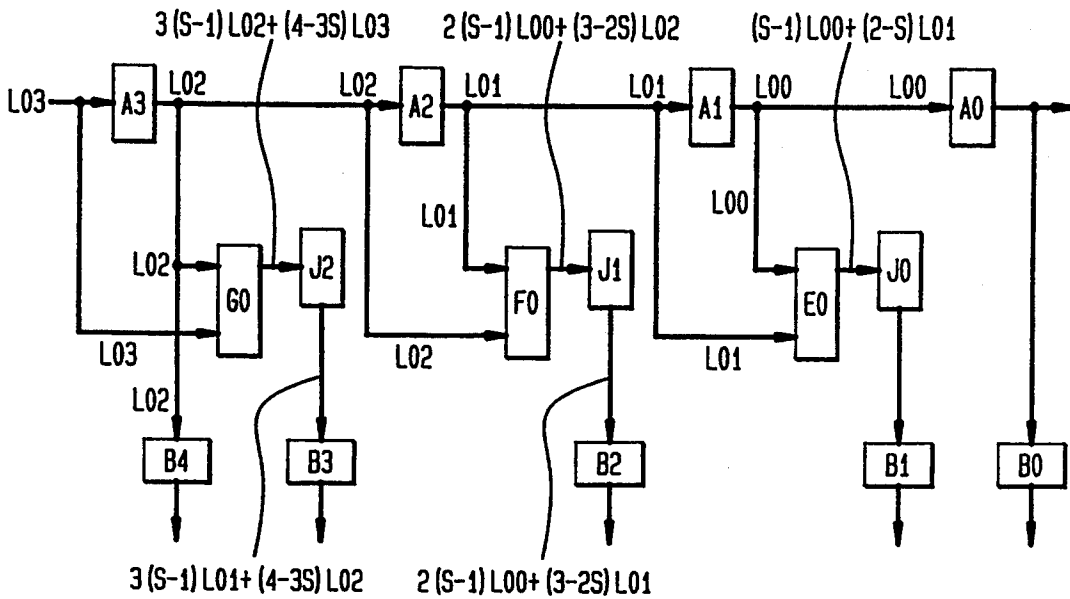 3(S-1)L02+(4-3S)L03
2(S-1)L00+(3-2S)L02
(S-1)L00+(2-S)L01
L03
A3
L02
L02
A2
L01
L01
A1
L00
L00
A0
L01
L00
L02
G0
J2
F0
J1
E0
J0
L03
L02
L01
L02
B4
B3
B2
B1
B0
3(S-1)L01+(4-3S)L02
2(S-1)L00+(3-2S)L01